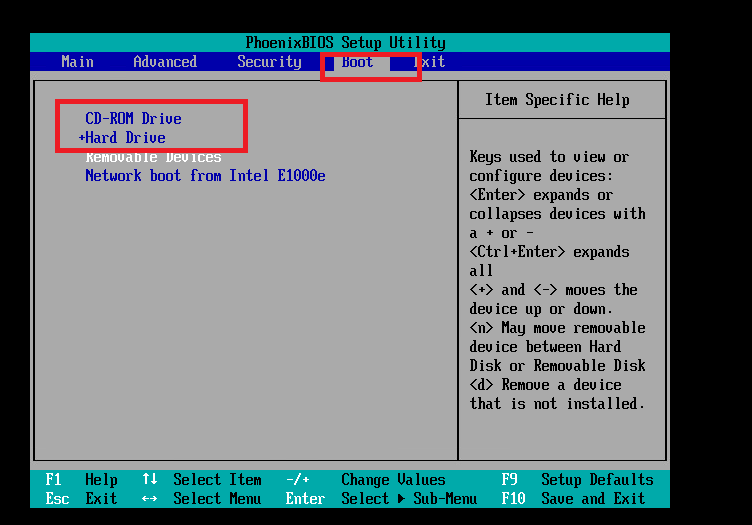 PhoenixBIOS Setup Utility
Main Advanced Security Boot Exit
CD-ROM Drive
+Hard Drive
Removable Devices
Network boot from Intel E1000e
Item Specific Help
Keys used to view or
configure devices:
<Enter> expands or
collapses devices with
a + or -
<Ctrl+Enter> expands
all
<+> and <-> moves the
device up or down.
<n> May move removable
device between Hard
Disk or Removable Disk
<d> Remove a device
that is not installed.
F1 Help ↑↓ Select Item -/+ Change Values F9 Setup Defaults
Esc Exit ↔ Select Menu Enter Select ▶ Sub-Menu F10 Save and Exit